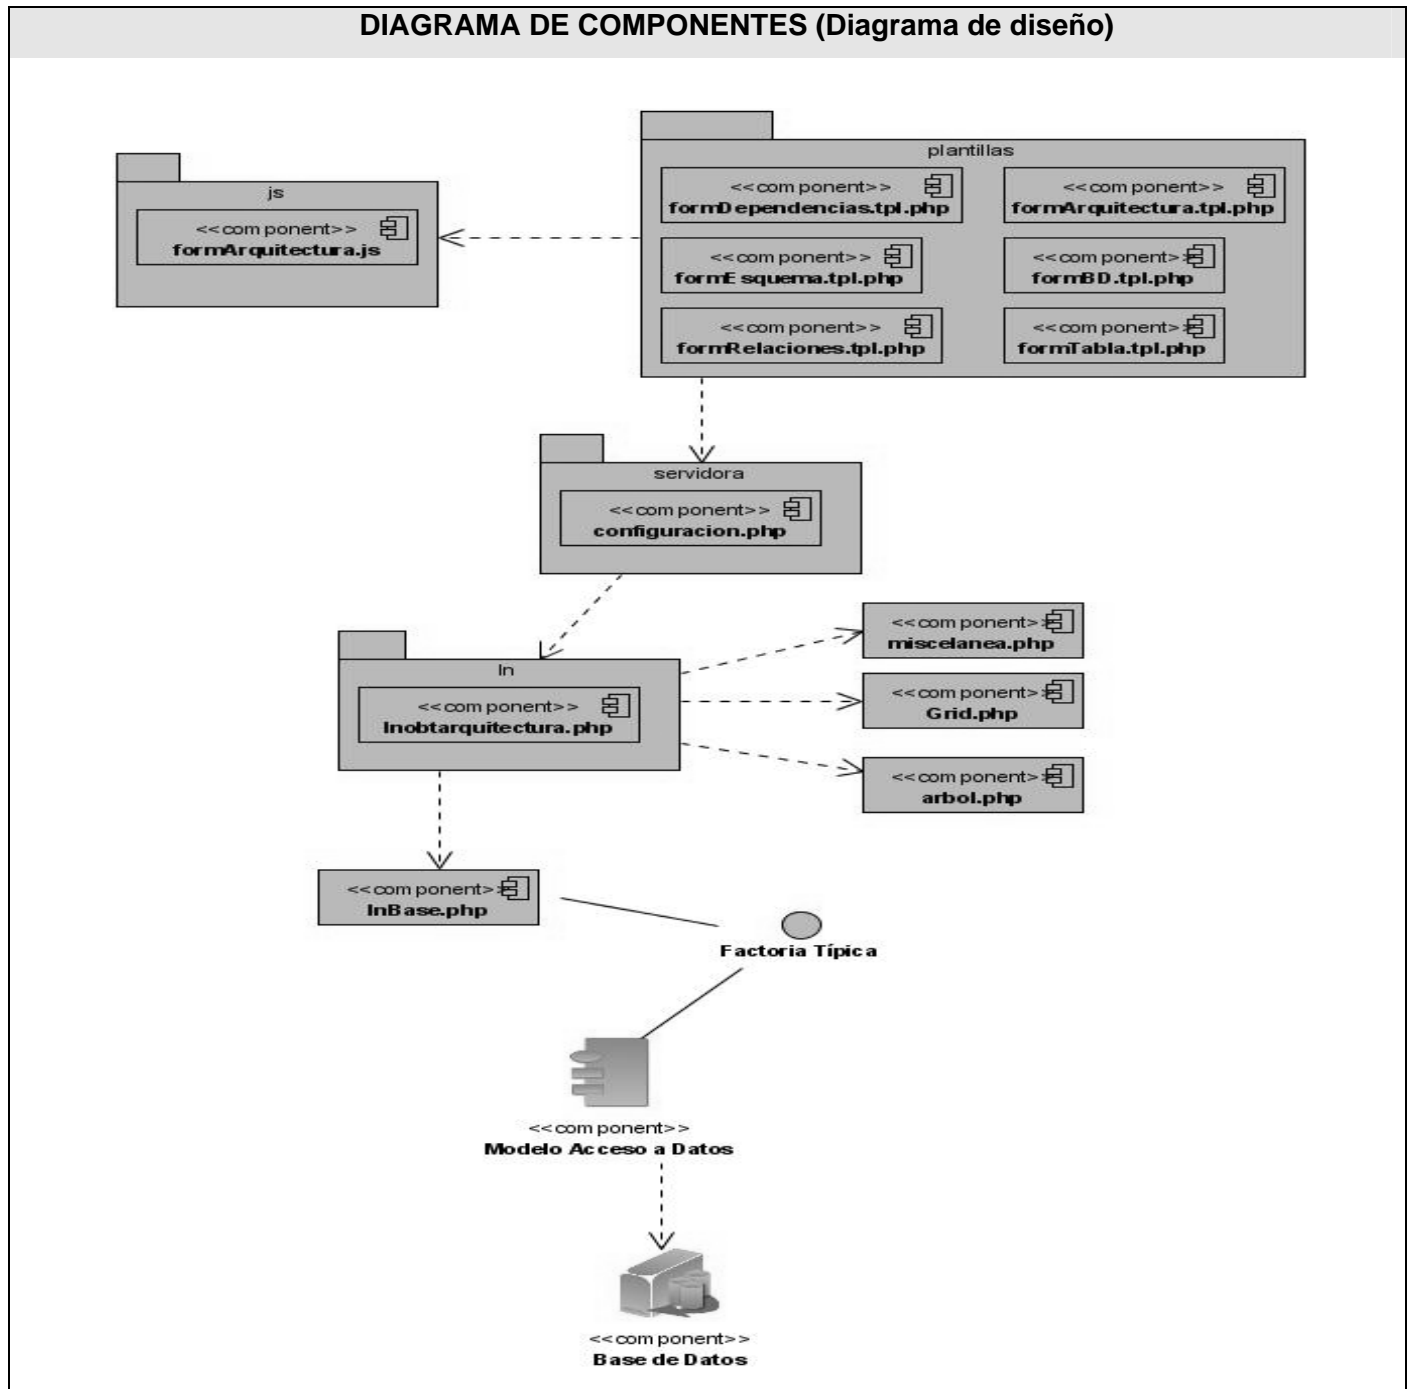 DIAGRAMA DE COMPONENTES (Diagrama de diseño)
plantillas
js
<<component>>
formDependencias.tpl.php
<<component>>
formArquitectura.tpl.php
<<component>>
formArquitectura.js
<<component>>
formEsquema.tpl.php
<<component>>
formBD.tpl.php
<<component>>
formRelaciones.tpl.php
<<component>>
formTabla.tpl.php
servidora
<<component>>
configuracion.php
<<component>>
miscelanea.php
ln
<<component>>
lnobtarquitectura.php
<<component>>
Grid.php
<<component>>
arbol.php
<<component>>
lnBase.php
Factoria Típica
<<component>>
Modelo Acceso a Datos
<<component>>
Base de Datos